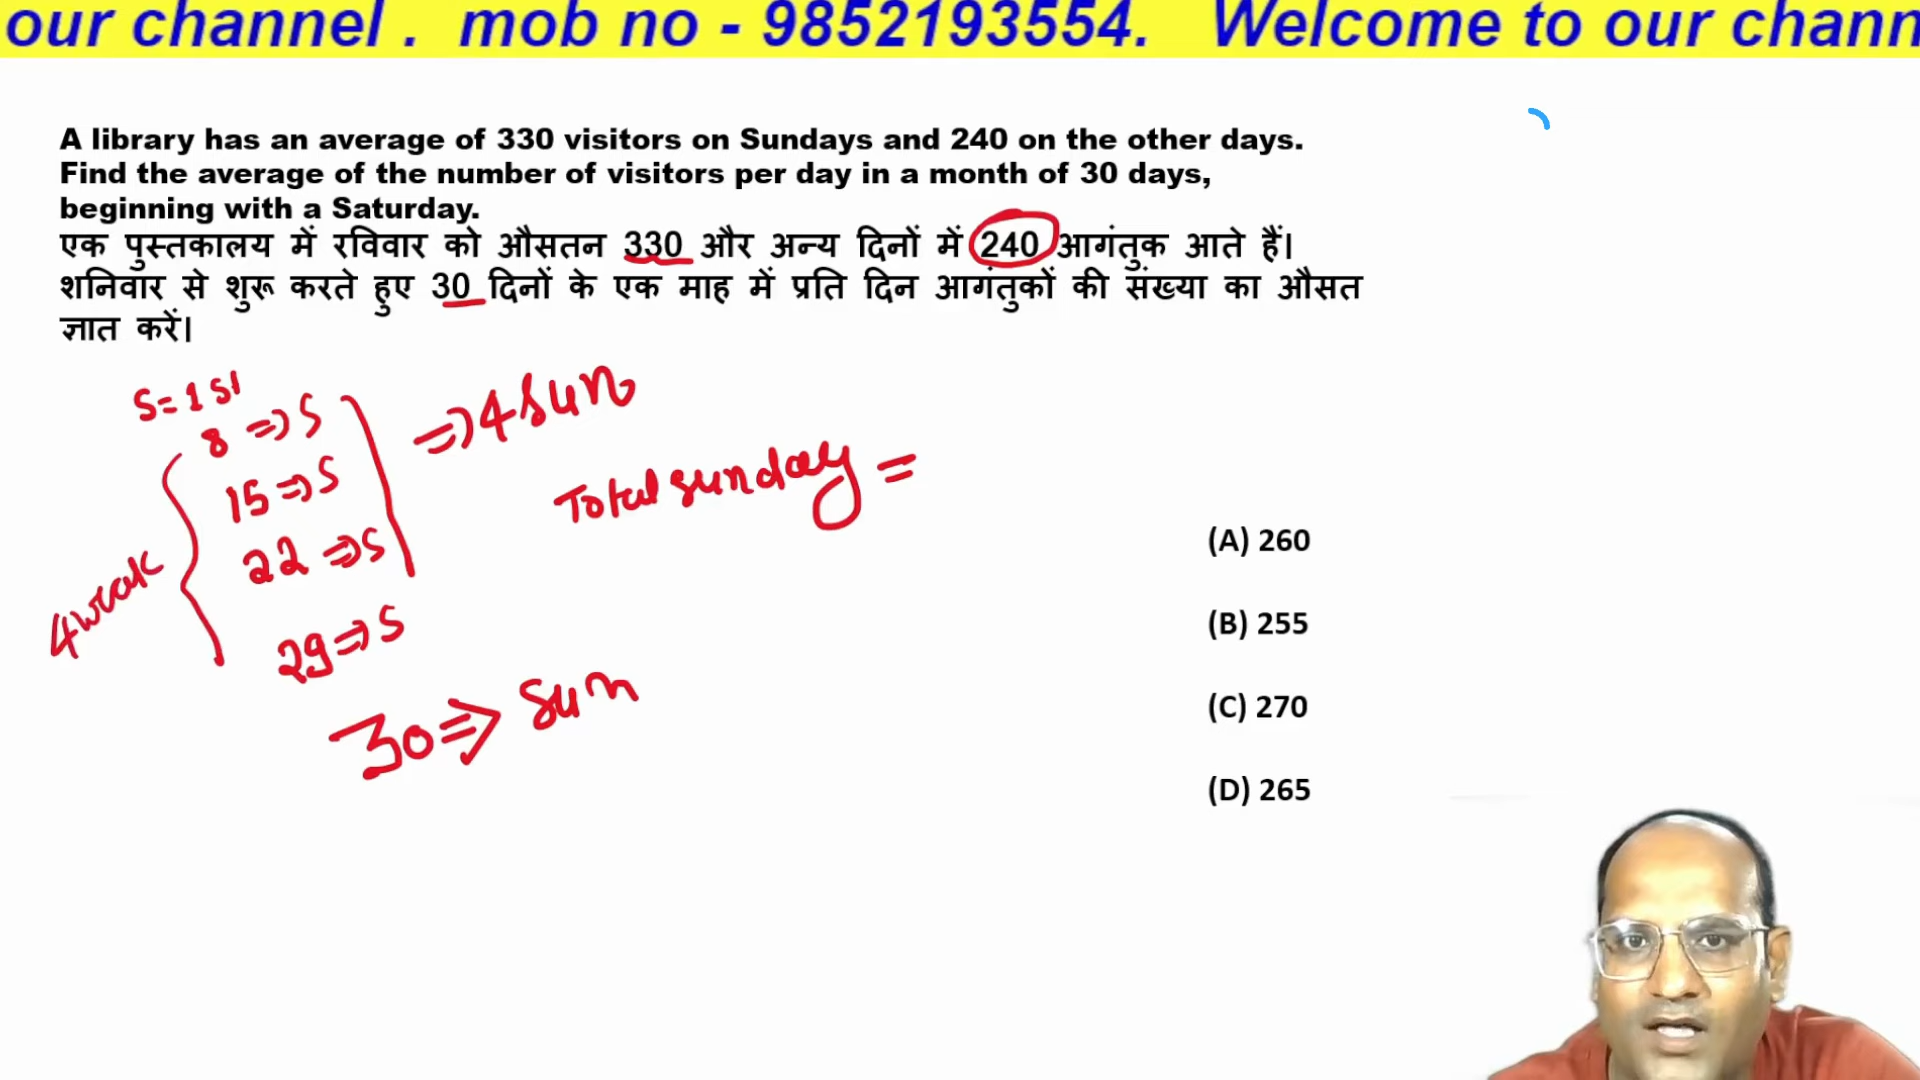 our channel .  mob no - 9852193554.   Welcome to our chann
A library has an average of 330 visitors on Sundays and 240 on the other days.
Find the average of the number of visitors per day in a month of 30 days,
beginning with a Saturday.
एक पुस्तकालय में रविवार को औसतन 330 और अन्य दिनों में 240 आगंतुक आते हैं।
शनिवार से शुरू करते हुए 30 दिनों के एक माह में प्रति दिन आगंतुकों की संख्या का औसत
ज्ञात करें।
S=1st
8 => S
15 => S
22 => S
29 => S
4 weak
=> 4 Sun
Total sunday =
30 => Sun
(A) 260
(B) 255
(C) 270
(D) 265